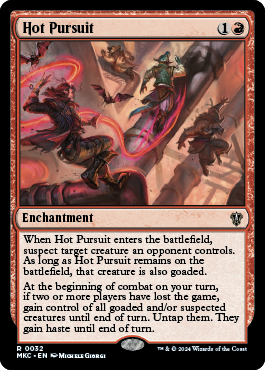 Hot Pursuit 1
Enchantment
When Hot Pursuit enters the battlefield,
suspect target creature an opponent controls.
As long as Hot Pursuit remains on the
battlefield, that creature is also goaded.
At the beginning of combat on your turn,
if two or more players have lost the game,
gain control of all goaded and/or suspected
creatures until end of turn. Untap them. They
gain haste until end of turn.
R 0032
MKC • EN Michele Giorgi ™ & © 2024 Wizards of the Coast